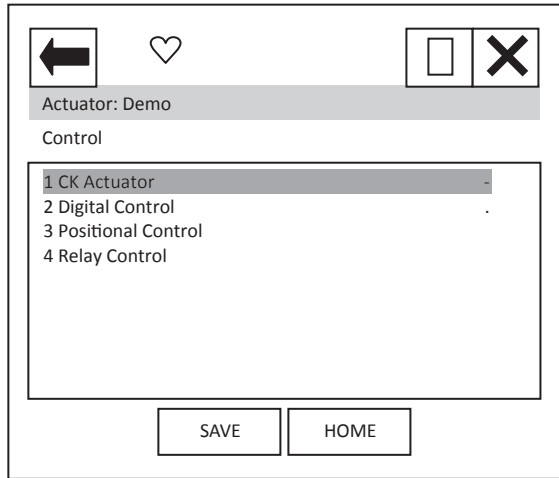 Actuator: Demo
Control
1 CK Actuator -
2 Digital Control .
3 Positional Control
4 Relay Control
SAVE HOME